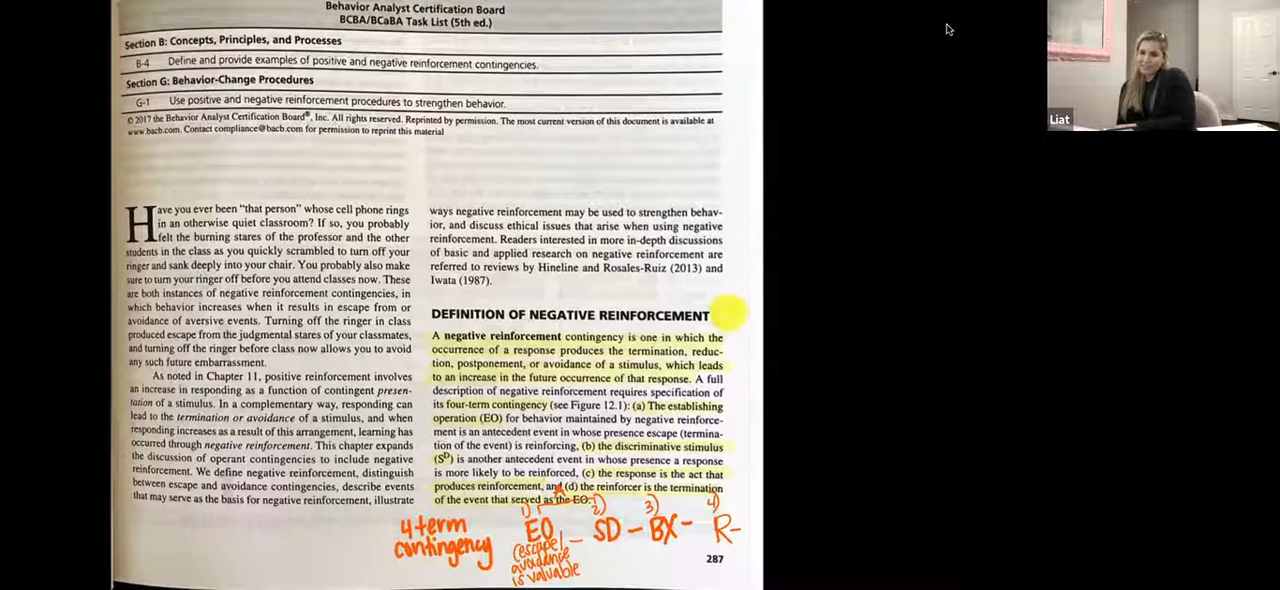 Behavior Analyst Certification Board
BCBA/BCaBA Task List (5th ed.)
Section B: Concepts, Principles, and Processes
B-4 Define and provide examples of positive and negative reinforcement contingencies.
Section G: Behavior-Change Procedures
G-1 Use positive and negative reinforcement procedures to strengthen behavior.
© 2017 the Behavior Analyst Certification Board®, Inc. All rights reserved. Reprinted by permission. The most current version of this document is available at
www.bacb.com. Contact compliance@bacb.com for permission to reprint this material
Have you ever been "that person" whose cell phone rings
in an otherwise quiet classroom? If so, you probably
felt the burning stares of the professor and the other
students in the class as you quickly scrambled to turn off your
ringer and sank deeply into your chair. You probably also make
sure to turn your ringer off before you attend classes now. These
are both instances of negative reinforcement contingencies, in
which behavior increases when it results in escape from or
avoidance of aversive events. Turning off the ringer in class
produced escape from the judgmental stares of your classmates,
and turning off the ringer before class now allows you to avoid
any such future embarrassment.
As noted in Chapter 11, positive reinforcement involves
an increase in responding as a function of contingent presen-
tation of a stimulus. In a complementary way, responding can
lead to the termination or avoidance of a stimulus, and when
responding increases as a result of this arrangement, learning has
occurred through negative reinforcement. This chapter expands
the discussion of operant contingencies to include negative
reinforcement. We define negative reinforcement, distinguish
between escape and avoidance contingencies, describe events
that may serve as the basis for negative reinforcement, illustrate
ways negative reinforcement may be used to strengthen behav-
ior, and discuss ethical issues that arise when using negative
reinforcement. Readers interested in more in-depth discussions
of basic and applied research on negative reinforcement are
referred to reviews by Hineline and Rosales-Ruiz (2013) and
Iwata (1987).
DEFINITION OF NEGATIVE REINFORCEMENT
A negative reinforcement contingency is one in which the
occurrence of a response produces the termination, reduc-
tion, postponement, or avoidance of a stimulus, which leads
to an increase in the future occurrence of that response. A full
description of negative reinforcement requires specification of
its four-term contingency (see Figure 12.1): (a) The establishing
operation (EO) for behavior maintained by negative reinforce-
ment is an antecedent event in whose presence escape (termina-
tion of the event) is reinforcing, (b) the discriminative stimulus
(Sᴰ) is another antecedent event in whose presence a response
is more likely to be reinforced, (c) the response is the act that
produces reinforcement, and (d) the reinforcer is the termination
of the event that served as the EO.
1) 2) 3) 4)
4 term contingency
EO - SD - BX - R-
(escape/
avoidance
is valuable
287
Liat